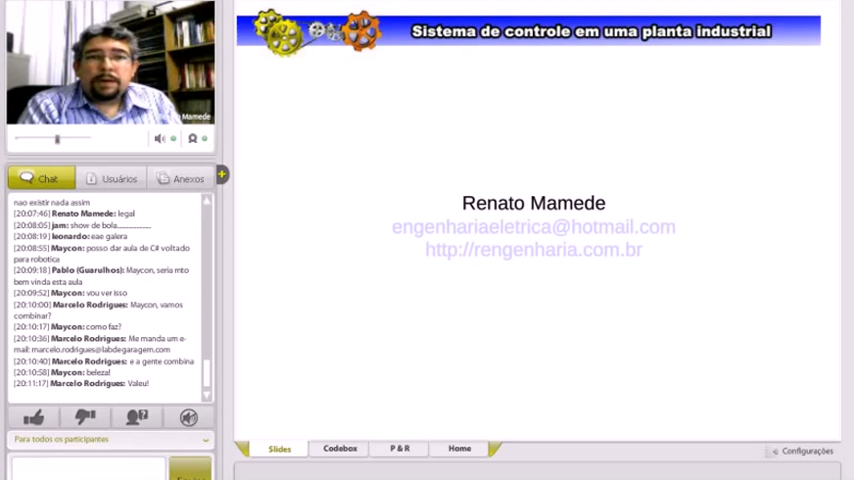 Mamede
Chat
Usuários
Anexos
nao existir nada assim
[20:07:46] Renato Mamede: legal
[20:08:05] jam: show de bola...............
[20:08:19] leonardo: eae galera
[20:08:55] Maycon: posso dar aula de C# voltado
para robotica
[20:09:18] Pablo (Guarulhos): Maycon, seria mto
bem vinda esta aula
[20:09:52] Maycon: vou ver isso
[20:10:00] Marcelo Rodrigues: Maycon, vamos
combinar?
[20:10:17] Maycon: como faz?
[20:10:36] Marcelo Rodrigues: Me manda um e-
mail: marcelo.rodrigues@labdegaragem.com
[20:10:40] Marcelo Rodrigues: e a gente combina
[20:10:58] Maycon: beleza!
[20:11:17] Marcelo Rodrigues: Valeu!
Para todos os participantes
Sistema de controle em uma planta industrial
Renato Mamede
engenhariaeletrica@hotmail.com
http://rengenharia.com.br
Slides
Codebox
P & R
Home
Configurações